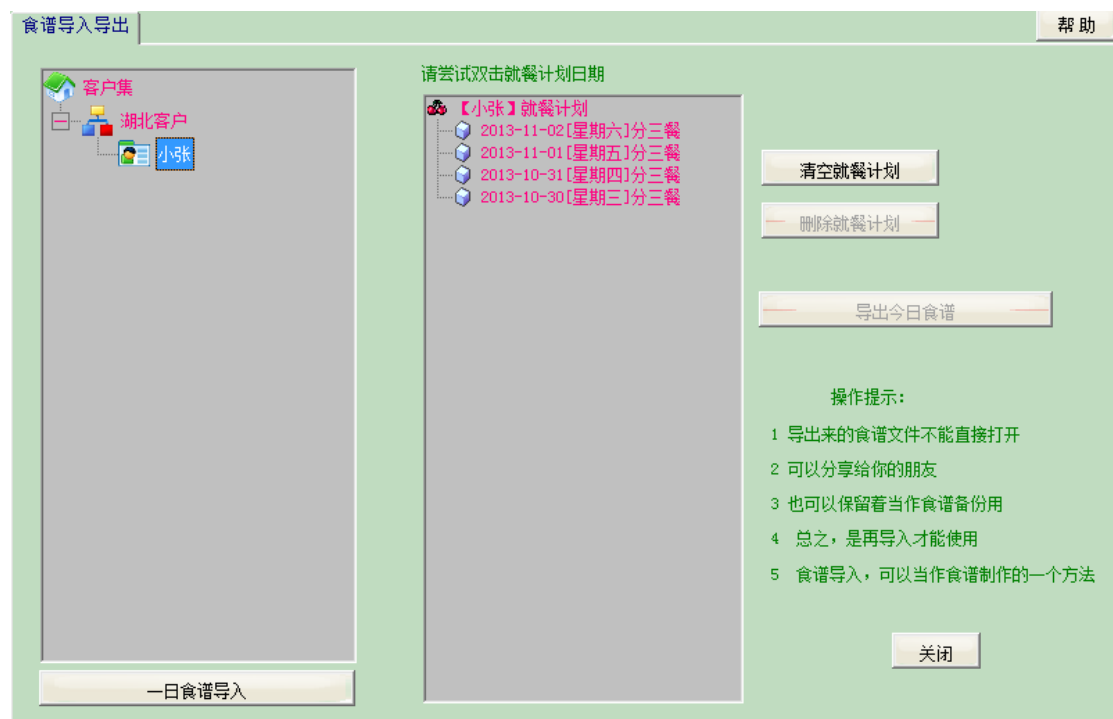 食谱导入导出
帮 助
客户集
湖北客户
小张
一日食谱导入
请尝试双击就餐计划日期
【小张】就餐计划
2013-11-02[星期六]分三餐
2013-11-01[星期五]分三餐
2013-10-31[星期四]分三餐
2013-10-30[星期三]分三餐
清空就餐计划
删除就餐计划
导出今日食谱
操作提示：
1 导出来的食谱文件不能直接打开
2 可以分享给你的朋友
3 也可以保留着当作食谱备份用
4 总之，是再导入才能使用
5 食谱导入，可以当作食谱制作的一个方法
关闭